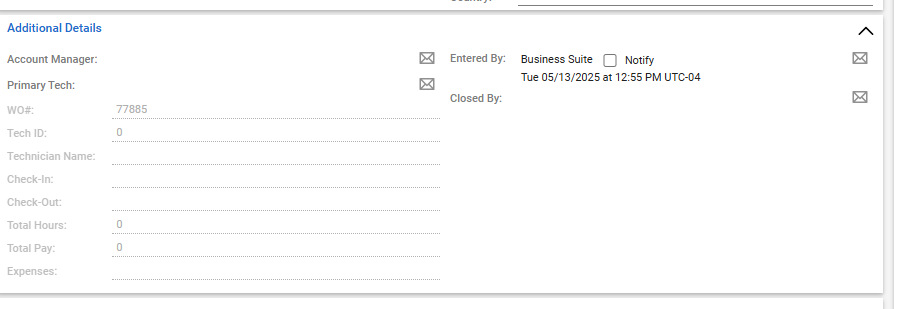 Additional Details
Account Manager:
Primary Tech:
WO#: 77885
Tech ID: 0
Technician Name:
Check-In:
Check-Out:
Total Hours: 0
Total Pay: 0
Expenses:
Entered By: Business Suite Notify
Tue 05/13/2025 at 12:55 PM UTC-04
Closed By: